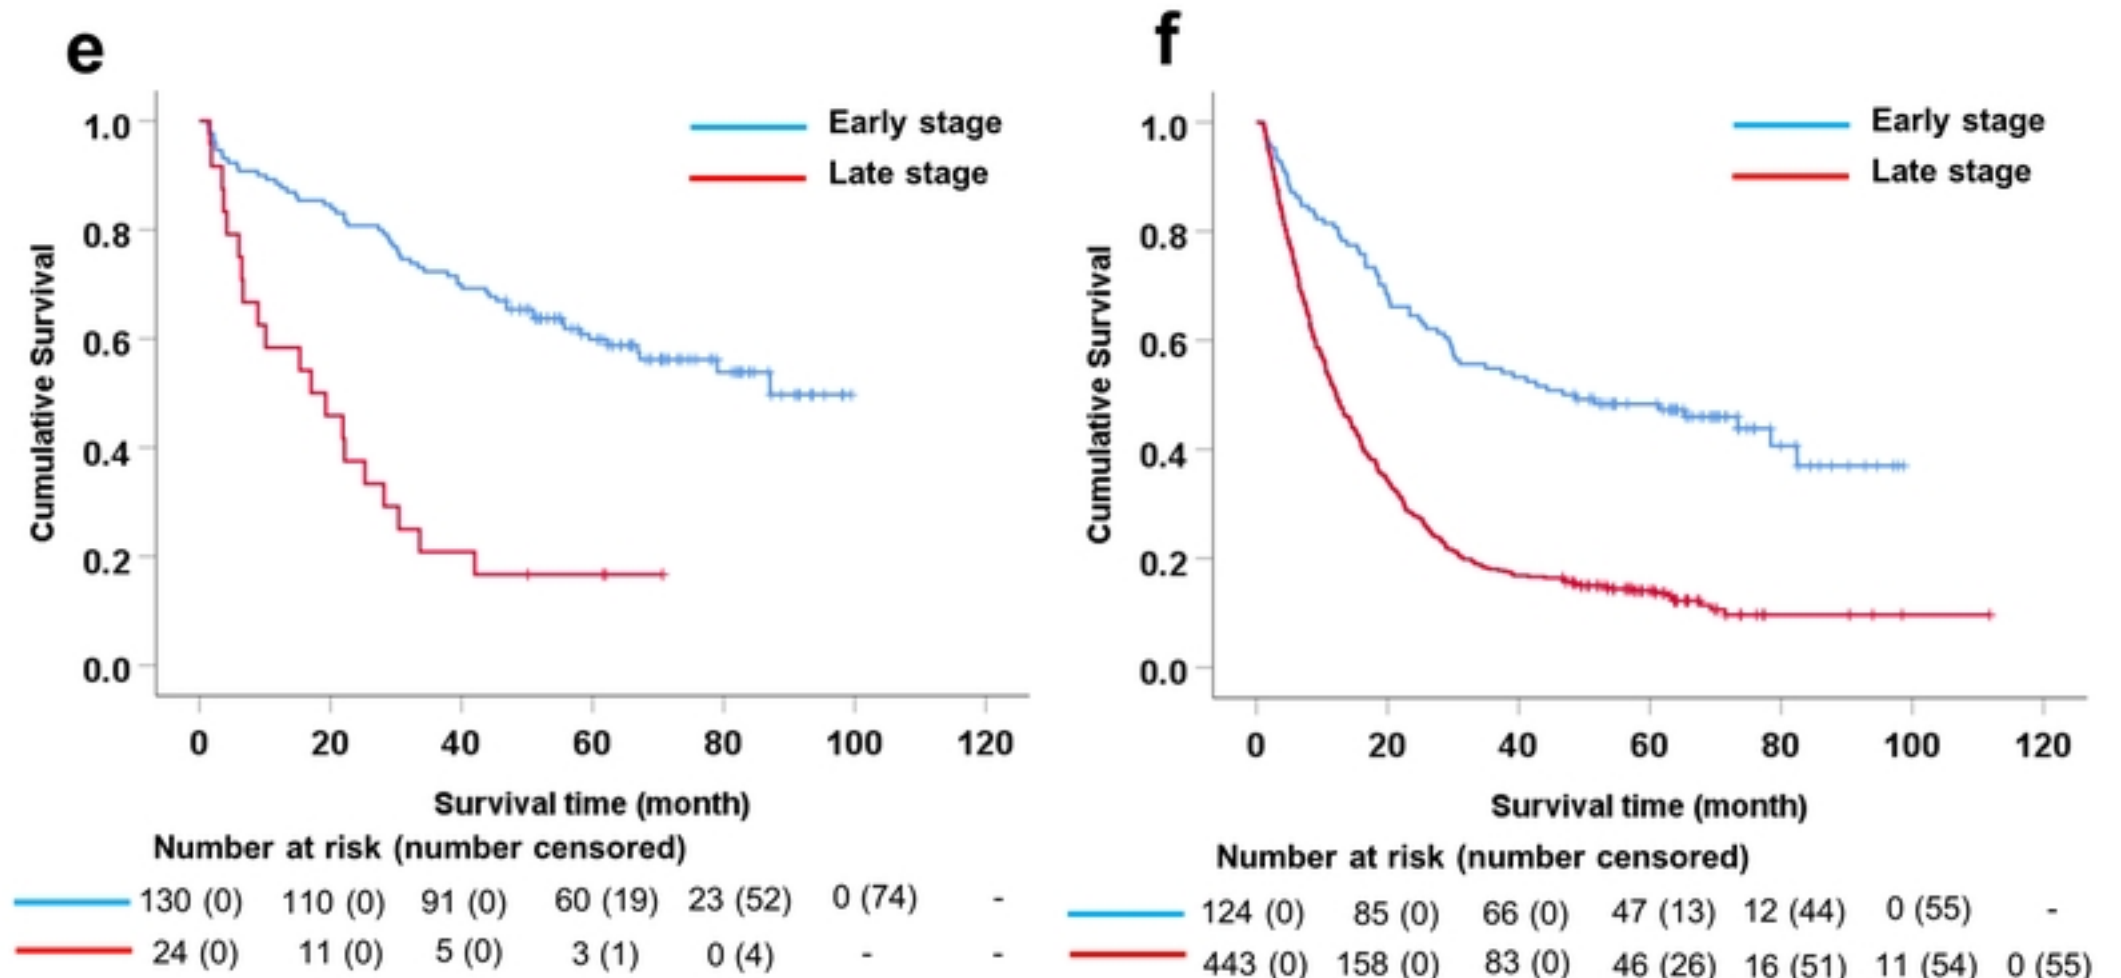 e
1.0
0.8
0.6
0.4
0.2
0.0
Cumulative Survival
Early stage
Late stage
0 20 40 60 80 100 120
Survival time (month)
Number at risk (number censored)
130 (0) 110 (0) 91 (0) 60 (19) 23 (52) 0 (74) -
24 (0) 11 (0) 5 (0) 3 (1) 0 (4) - -
f
1.0
0.8
0.6
0.4
0.2
0.0
Cumulative Survival
Early stage
Late stage
0 20 40 60 80 100 120
Survival time (month)
Number at risk (number censored)
124 (0) 85 (0) 66 (0) 47 (13) 12 (44) 0 (55) -
443 (0) 158 (0) 83 (0) 46 (26) 16 (51) 11 (54) 0 (55)